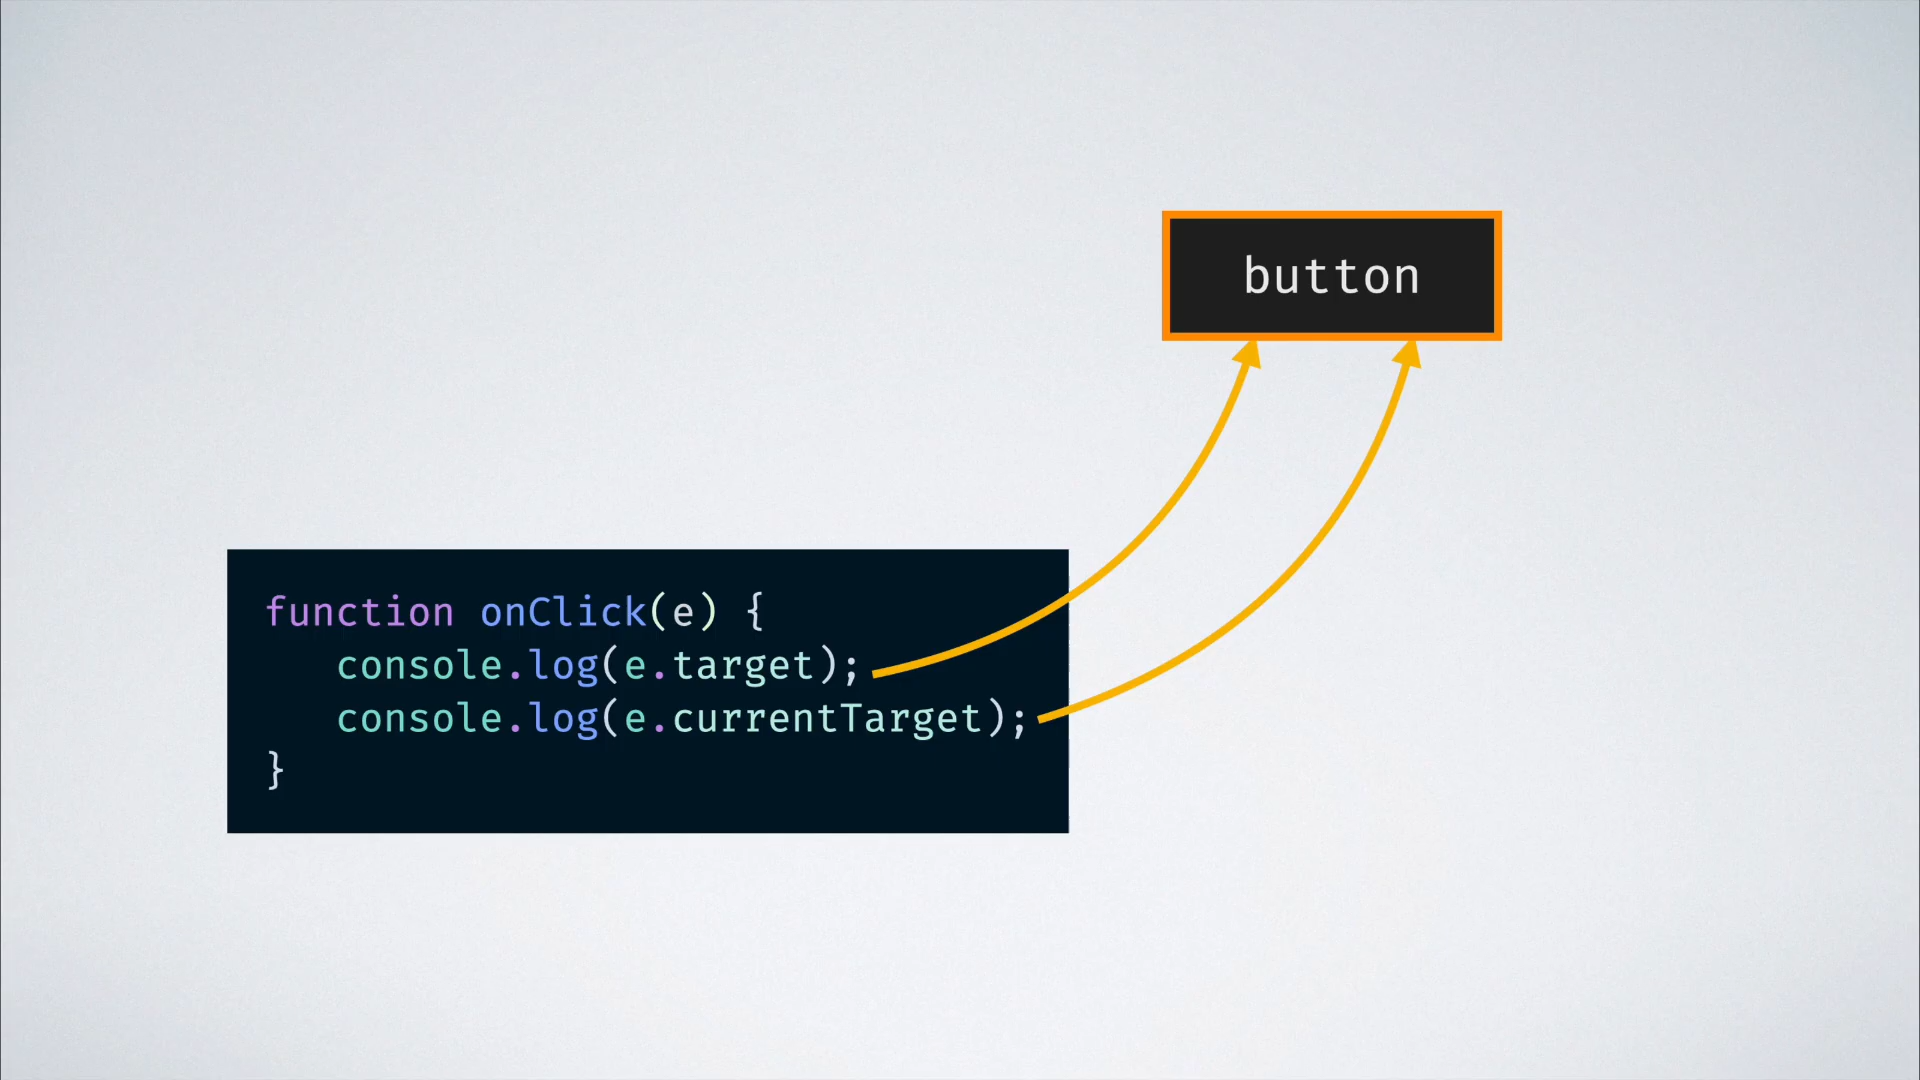 button
function onClick(e) {
console.log(e.target);
console.log(e.currentTarget);
}